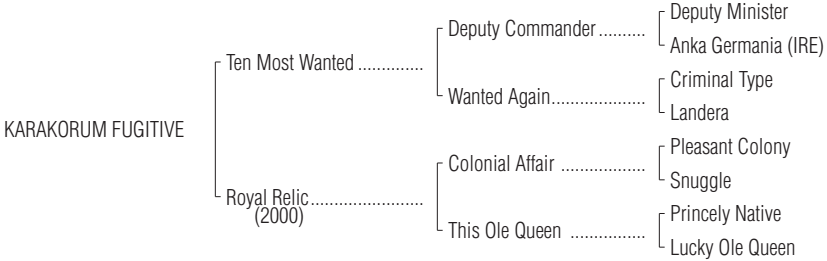 Deputy Minister
Deputy Commander..........
Anka Germania (IRE)
Ten Most Wanted ..............
Criminal Type
Wanted Again....................
Landera
KARAKORUM FUGITIVE
Pleasant Colony
Colonial Affair ..................
Snuggle
Royal Relic........................
(2000)
Princely Native
This Ole Queen ................
Lucky Ole Queen